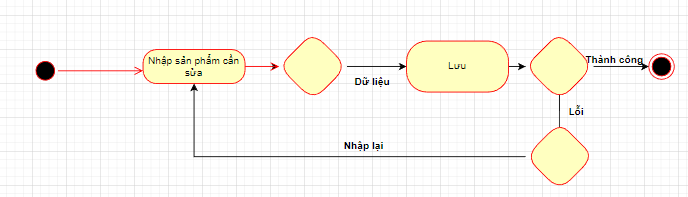 Nhập sản phẩm cần
sửa
Dữ liệu
Lưu
Thành công
Lỗi
Nhập lại